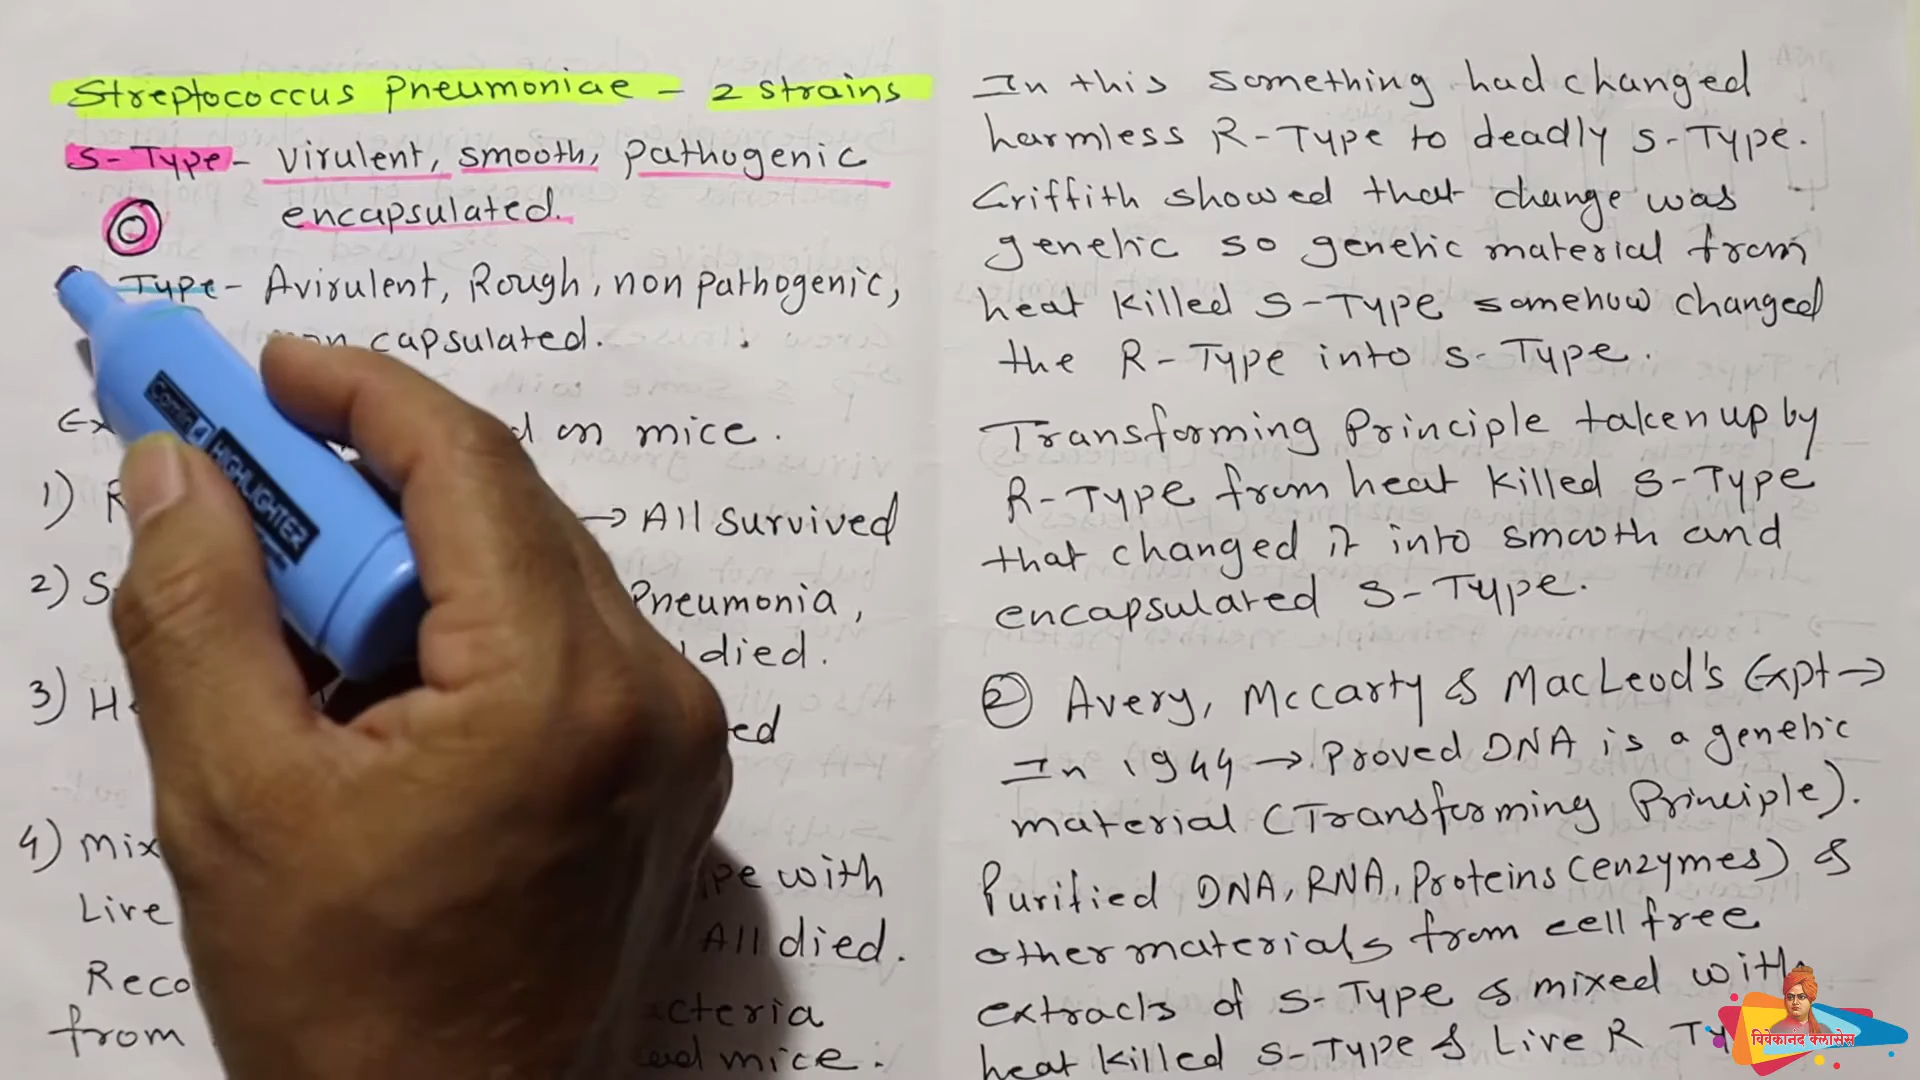 Streptococcus Pneumoniae - 2 strains
S-Type - virulent, smooth, pathogenic
encapsulated.
Type - Avirulent, Rough, non pathogenic,
capsulated.
on mice.
1) R
→ All survived
2) S
Pneumonia,
died.
3) H
4) Mix
with
Live
All died.
from
mice.
In this something had changed
harmless R-Type to deadly S-Type.
Griffith showed that change was
genetic so genetic material from
heat killed S-Type somehow changed
the R-Type into S-Type.
Transforming Principle taken up by
R-Type from heat killed S-Type
that changed it into smooth and
encapsulated S-Type.
② Avery, McCarty & MacLeod's Expt →
In 1944 → Proved DNA is a genetic
material (Transforming Principle).
Purified DNA, RNA, Proteins (enzymes) &
other materials from cell free
extracts of S-Type & mixed with
heat killed S-Type & Live R
विवेकानंद क्लासेस
HIGHLIGHTER